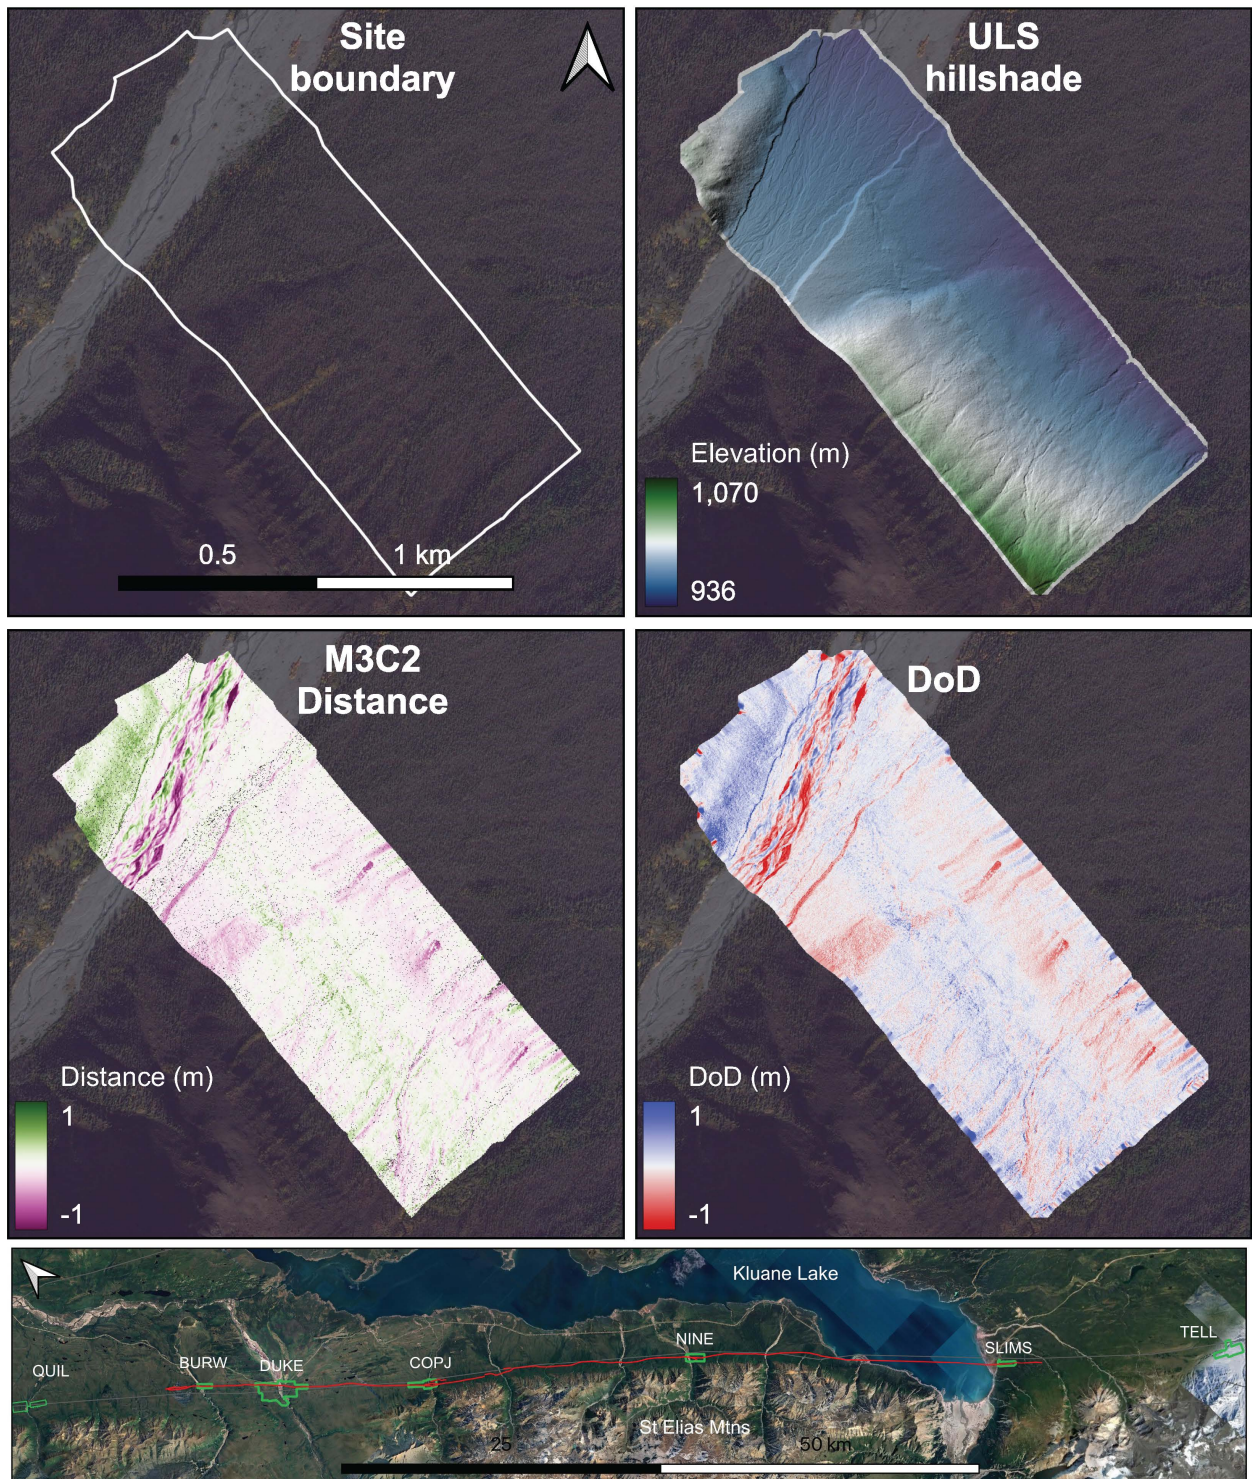 Site
boundary
0.5
1 km
ULS
hillshade
Elevation (m)
1,070
936
M3C2
Distance
Distance (m)
1
-1
DoD
DoD (m)
1
-1
Kluane Lake
QUIL
BURW
DUKE
COPJ
NINE
SLIMS
TELL
St Elias Mtns
25
50 km